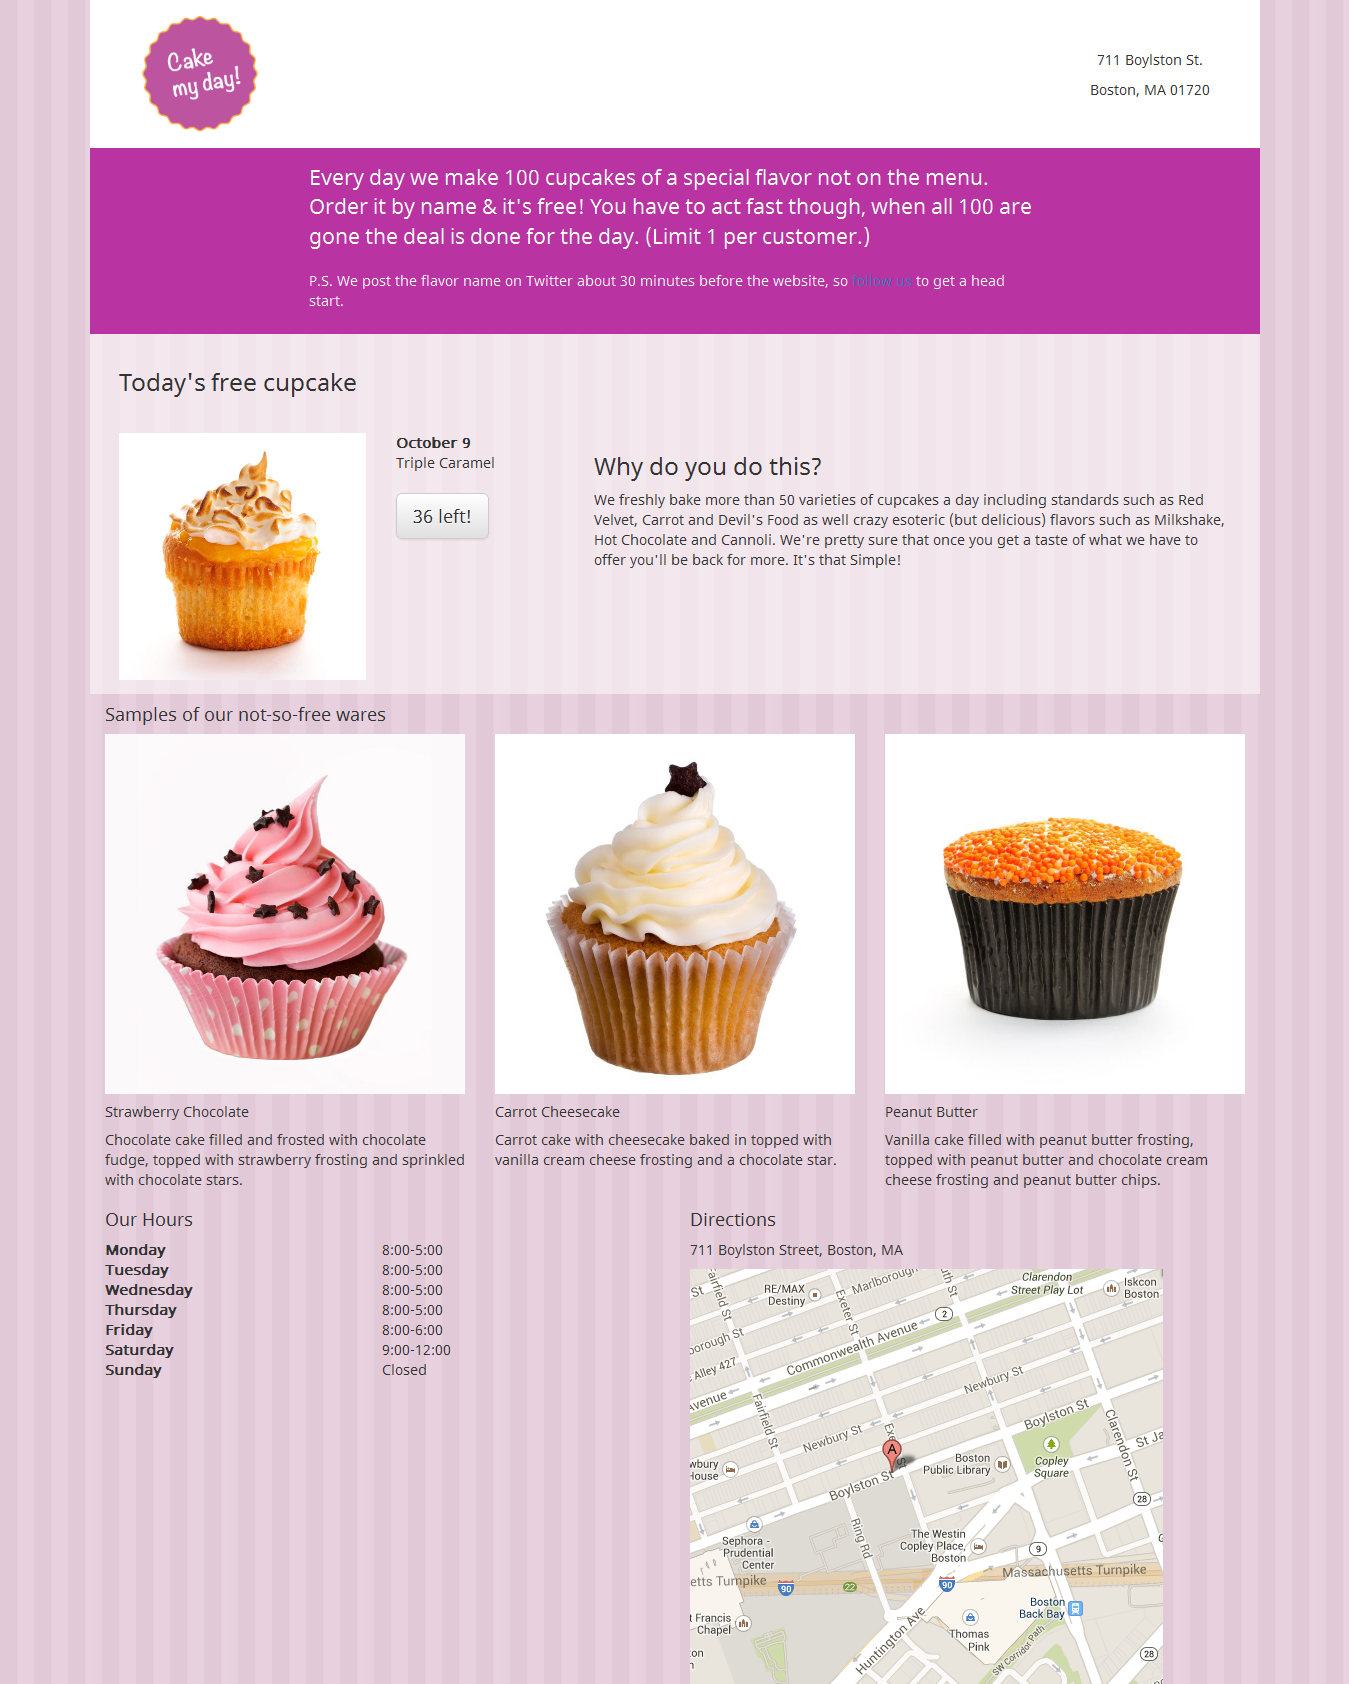 Cake
my day!
711 Boylston St.
Boston, MA 01720
Every day we make 100 cupcakes of a special flavor not on the menu.
Order it by name & it's free! You have to act fast though, when all 100 are
gone the deal is done for the day. (Limit 1 per customer.)
P.S. We post the flavor name on Twitter about 30 minutes before the website, so follow us to get a head
start.
Today's free cupcake
October 9
Triple Caramel
36 left!
Why do you do this?
We freshly bake more than 50 varieties of cupcakes a day including standards such as Red
Velvet, Carrot and Devil's Food as well crazy esoteric (but delicious) flavors such as Milkshake,
Hot Chocolate and Cannoli. We're pretty sure that once you get a taste of what we have to
offer you'll be back for more. It's that Simple!
Samples of our not-so-free wares
Strawberry Chocolate
Chocolate cake filled and frosted with chocolate
fudge, topped with strawberry frosting and sprinkled
with chocolate stars.
Carrot Cheesecake
Carrot cake with cheesecake baked in topped with
vanilla cream cheese frosting and a chocolate star.
Peanut Butter
Vanilla cake filled with peanut butter frosting,
topped with peanut butter and chocolate cream
cheese frosting and peanut butter chips.
Our Hours
Monday 8:00-5:00
Tuesday 8:00-5:00
Wednesday 8:00-5:00
Thursday 8:00-5:00
Friday 8:00-6:00
Saturday 9:00-12:00
Sunday Closed
Directions
711 Boylston Street, Boston, MA
Fairfield St
RE/MAX
Destiny
Marlborough
Exeter St
Clarendon
Street Play Lot
Iskcon
Boston
St
2
Commonwealth Avenue
Alley 427
Avenue
Newbury St
Fairfield St
Boylston St
Clarendon St
Newbury St
St Ja
A
House
Boston
Public Library
Copley
Square
Boylston St
28
Sephora -
Prudential
Center
Ring Rd
The Westin
Copley Place,
Boston
9
etts Turnpike
90
22
90
Massachusetts Turnpike
t Francis
Chapel
Boston
Back Bay
Thomas
Pink
Huntington Ave
SW Corridor Path
28